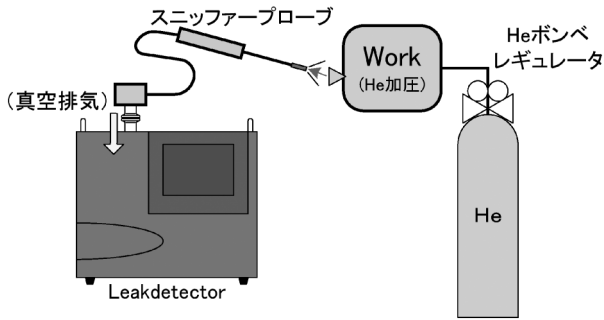 スニッファープローブ
Heボンベ
レギュレータ
Work
(He加圧)
(真空排気)
He
Leakdetector